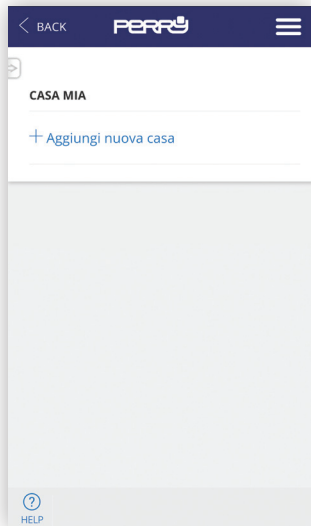 BACK
PERRY
CASA MIA
+ Aggiungi nuova casa
?
HELP